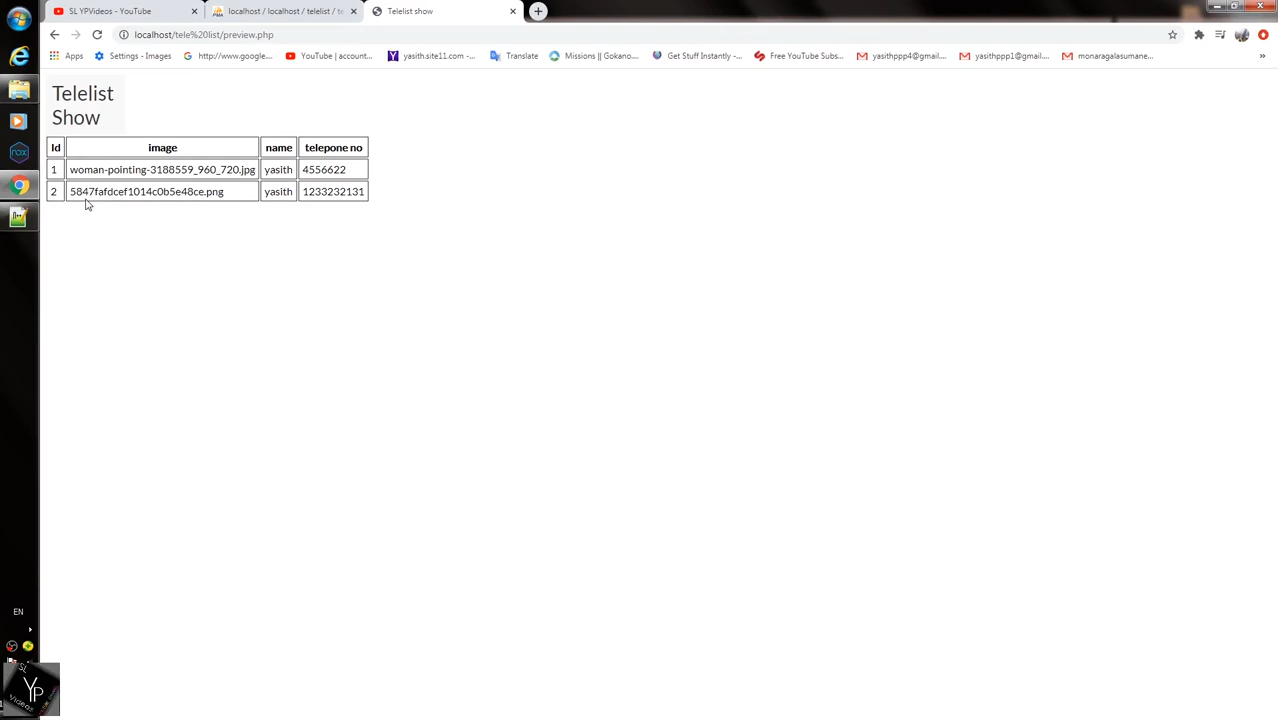 SL YPVideos - YouTube
localhost / localhost / telelist / te
Telelist show
localhost/tele%20list/preview.php
Apps
Settings - Images
http://www.google...
YouTube | account...
yasith.site11.com -...
Translate
Missions || Gokano...
Get Stuff Instantly -...
Free YouTube Subs...
yasithppp4@gmail....
yasithppp1@gmail....
monaragalasumane...
»
Telelist
Show
Id image name telepone no
1 woman-pointing-3188559_960_720.jpg yasith 4556622
2 5847fafdcef1014c0b5e48ce.png yasith 1233232131
EN
SL
YP
Videos